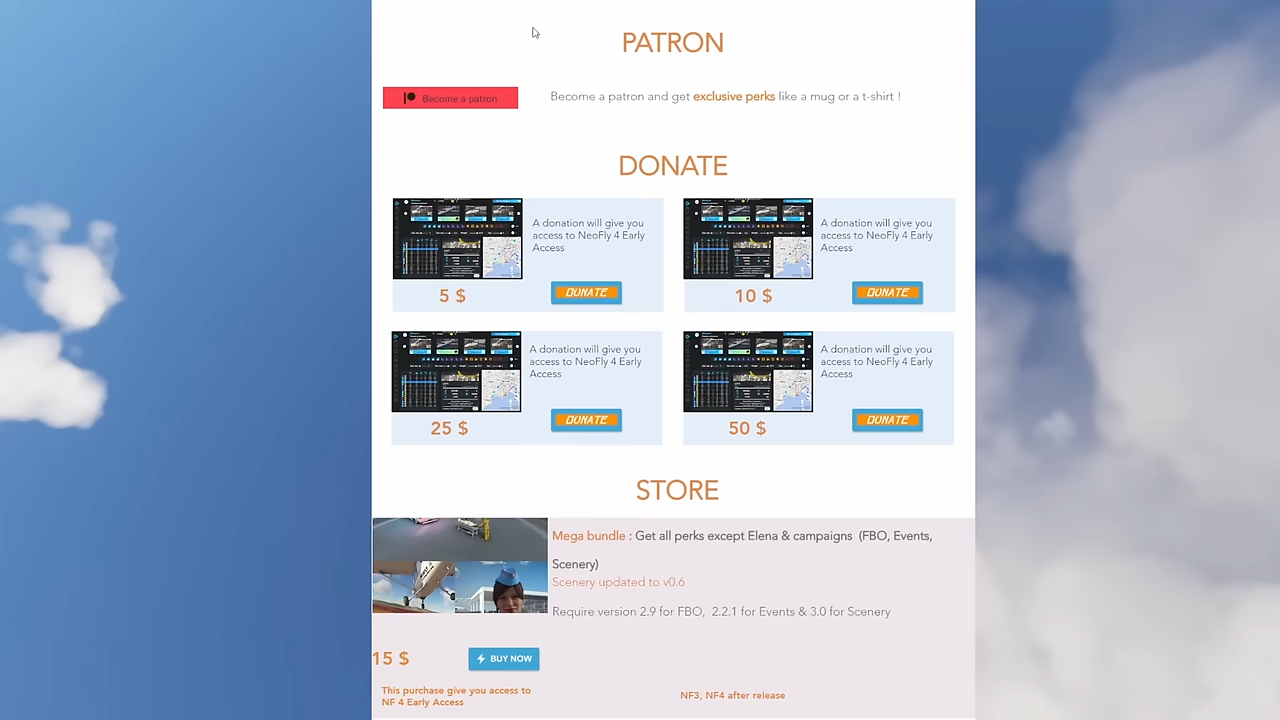 PATRON
Become a patron
Become a patron and get exclusive perks like a mug or a t-shirt !
DONATE
A donation will give you
access to NeoFly 4 Early
Access
5 $
DONATE
A donation will give you
access to NeoFly 4 Early
Access
10 $
DONATE
A donation will give you
access to NeoFly 4 Early
Access
25 $
DONATE
A donation will give you
access to NeoFly 4 Early
Access
50 $
DONATE
STORE
Mega bundle : Get all perks except Elena & campaigns (FBO, Events,
Scenery)
Scenery updated to v0.6
Require version 2.9 for FBO, 2.2.1 for Events & 3.0 for Scenery
15 $
BUY NOW
This purchase give you access to
NF 4 Early Access
NF3, NF4 after release